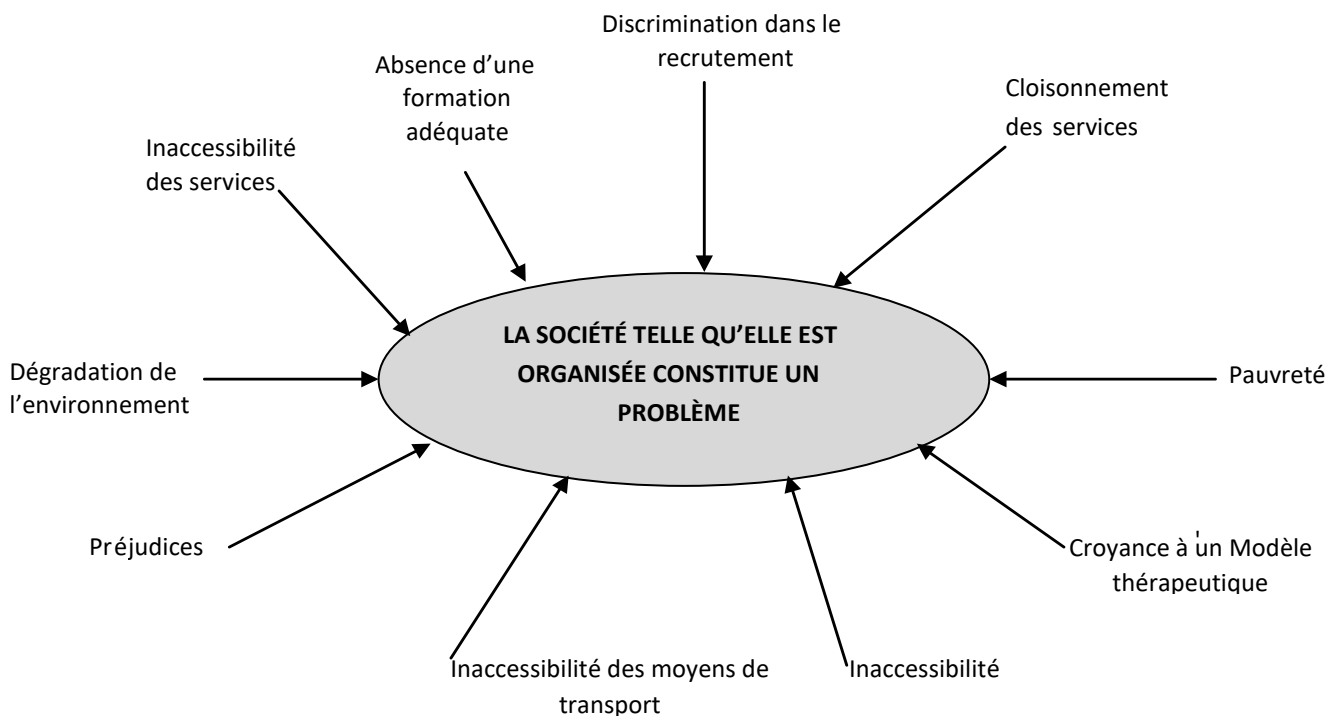 Discrimination dans le
recrutement
Absence d’une
formation
adéquate
Cloisonnement
des services
Inaccessibilité
des services
LA SOCIÉTÉ TELLE QU’ELLE EST
ORGANISÉE CONSTITUE UN
PROBLÈME
Dégradation de
l’environnement
Pauvreté
Préjudices
Croyance à un Modèle
thérapeutique
Inaccessibilité des moyens de
transport
Inaccessibilité